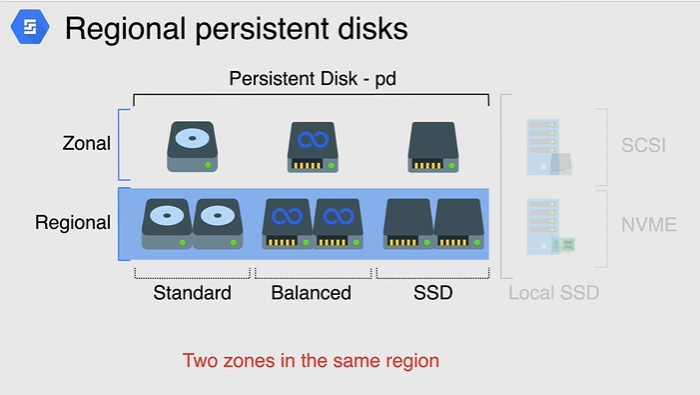 Regional persistent disks
Persistent Disk - pd
Zonal
SCSI
Regional
NVME
Standard
Balanced
SSD
Local SSD
Two zones in the same region